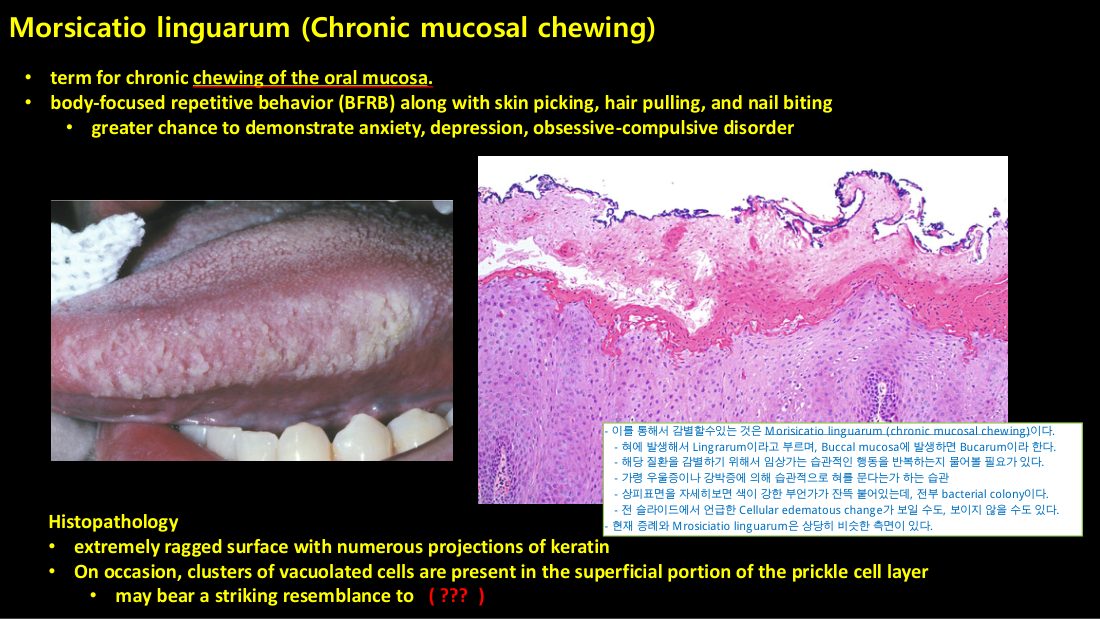 Morsicatio linguarum (Chronic mucosal chewing)
• term for chronic chewing of the oral mucosa.
• body-focused repetitive behavior (BFRB) along with skin picking, hair pulling, and nail biting
• greater chance to demonstrate anxiety, depression, obsessive-compulsive disorder
- 이를 통해서 감별할수있는 것은 Morisicatio linguarum (chronic mucosal chewing)이다.
- 혀에 발생해서 Lingrarum이라고 부르며, Buccal mucosa에 발생하면 Bucarum이라 한다.
- 해당 질환을 감별하기 위해서 임상가는 습관적인 행동을 반복하는지 물어볼 필요가 있다.
- 가령 우울증이나 강박증에 의해 습관적으로 혀를 문다는가 하는 습관
- 상피표면을 자세히보면 색이 강한 부언가가 잔뜩 붙어있는데, 전부 bacterial colony이다.
- 전 슬라이드에서 언급한 Cellular edematous change가 보일 수도, 보이지 않을 수도 있다.
- 현재 증례와 Mrosiciatio linguarum은 상당히 비슷한 측면이 있다.
Histopathology
• extremely ragged surface with numerous projections of keratin
• On occasion, clusters of vacuolated cells are present in the superficial portion of the prickle cell layer
• may bear a striking resemblance to ( ??? )